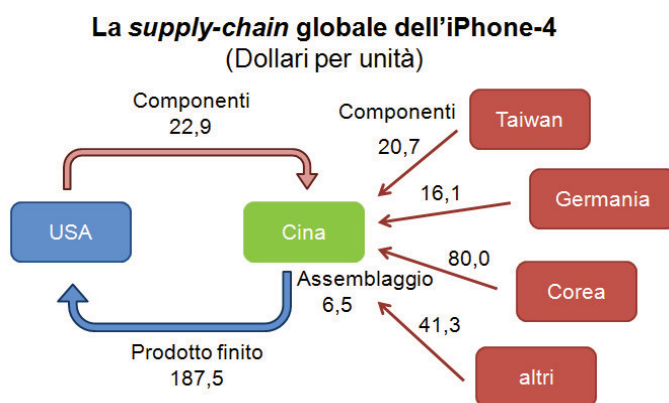 La supply-chain globale dell’iPhone-4
(Dollari per unità)
Componenti
22,9
Componenti
20,7
Taiwan
16,1
Germania
USA
Cina
80,0
Corea
Assemblaggio
6,5
41,3
altri
Prodotto finito
187,5